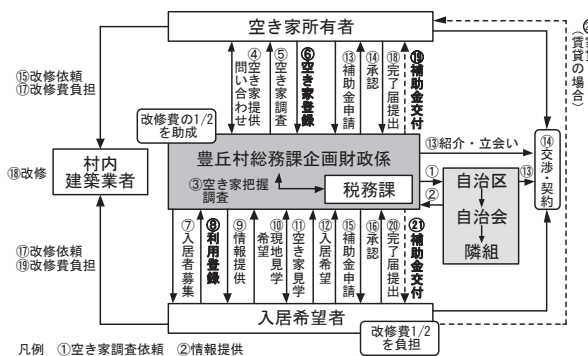 空き家所有者
⑮改修依頼
⑰改修費負担
④空き家提供
問い合わせ
⑤空き家調査
⑥空き家登録
⑬補助金申請
⑭承認
⑱完了届提出
⑲補助金交付
(賃貸の場合)
改修費の1/2
を助成
⑱改修
村内
建築業者
豊丘村総務課企画財政係
③空き家把握
調査
税務課
⑬紹介・立会い
①
②
自治区
自治会
隣組
⑬
⑭交渉・契約
⑰改修依頼
⑲改修費負担
⑦入居者募集
⑧利用登録
⑨情報提供
⑩現地見学
希望
⑪空き家見学
⑫入居希望
⑮補助金申請
⑯承認
⑳完了届提出
㉑補助金交付
入居希望者
改修費1/2
を負担
凡例 ①空き家調査依頼 ②情報提供